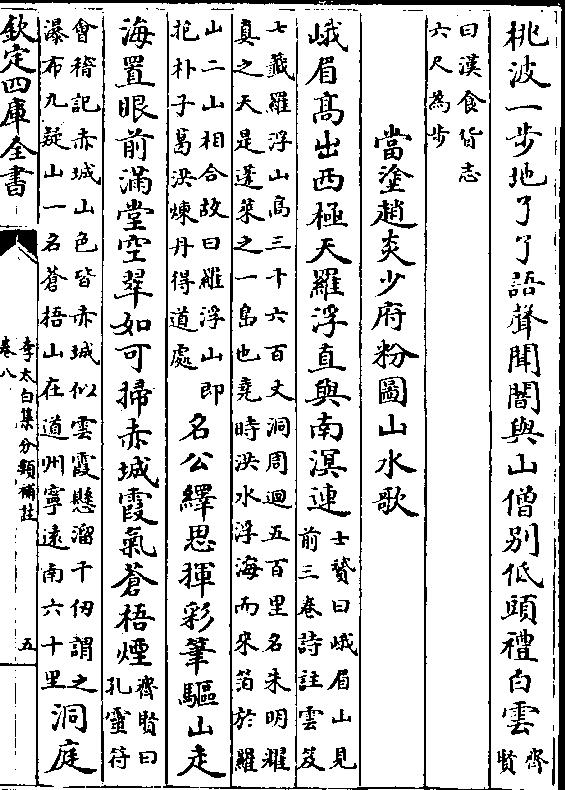 桃波一步地了了語聲聞闇與山僧别低頭禮白雲齊
賢
曰漢食貨志
六尺為步
當塗趙炎少府粉圖山水歌
峨眉髙出西極天羅浮直與南溟連士贇曰峨眉山見
前三卷詩註雲笈
七籤羅浮山髙三千六百丈洞周迴五百里名朱明耀
真之天是蓬萊之一島也堯時洪水浮海而來泊於羅
山二山相合故曰羅浮山即
抱朴子葛洪煉丹得道處
名公繹思揮彩筆驅山走
海置眼前滿堂空翠如可掃赤城霞氣蒼梧煙齊賢曰
孔靈符
會稽記赤城山色皆赤城似雲霞懸溜千仞謂之
瀑布九疑山一名蒼梧山在道州寧逺南六十里
洞庭
欽定四庫全書
李太白集分類補註
卷八
五